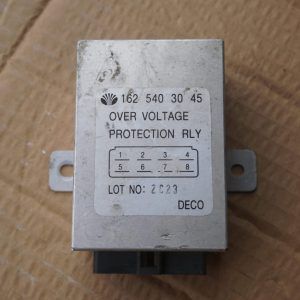 162 540 30 45
OVER VOLTAGE
PROTECTION RLY
1 2 3 4
5 6 7 8
LOT NO: 2C23
DECO